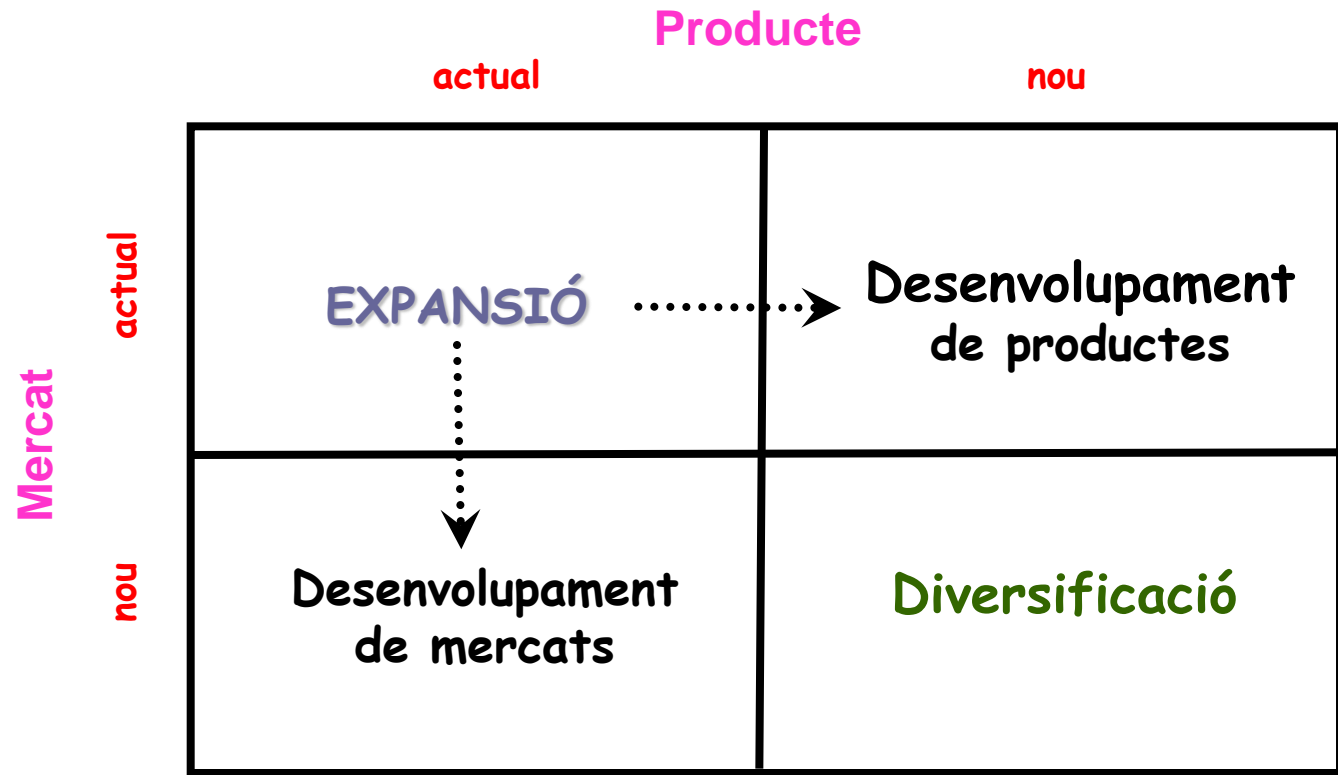 Producte
actual
nou
Mercat
actual
EXPANSIÓ
Desenvolupament
de productes
nou
Desenvolupament
de mercats
Diversificació